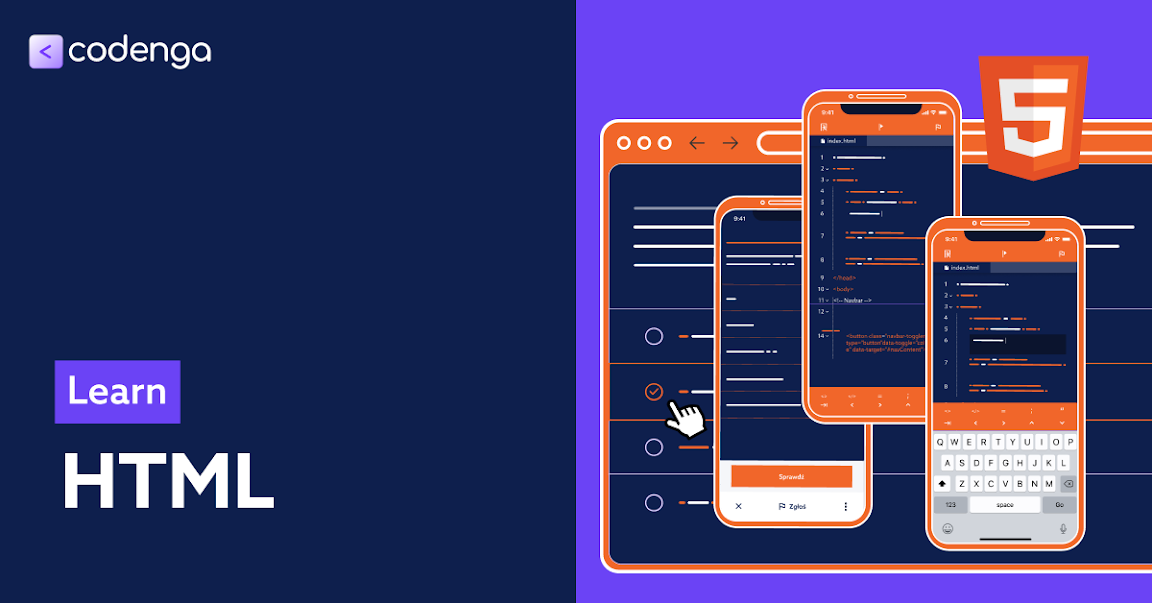 codenga
Learn
HTML
9:41
index.html
1
2
3
4
5
6
7
8
9 </head>
10 <body>
11 <!-- Navbar -->
12
14
<button class="navbar-toggle
type="button" data-toggle="co
data-target="#navContent"
9:41
Sprawdź
Zgłoś
9:41
index.html
1
2
3
4
5
6
7
8
Q W E R T Y U I O P
A S D F G H J K L
Z X C V B N M
123 space Go